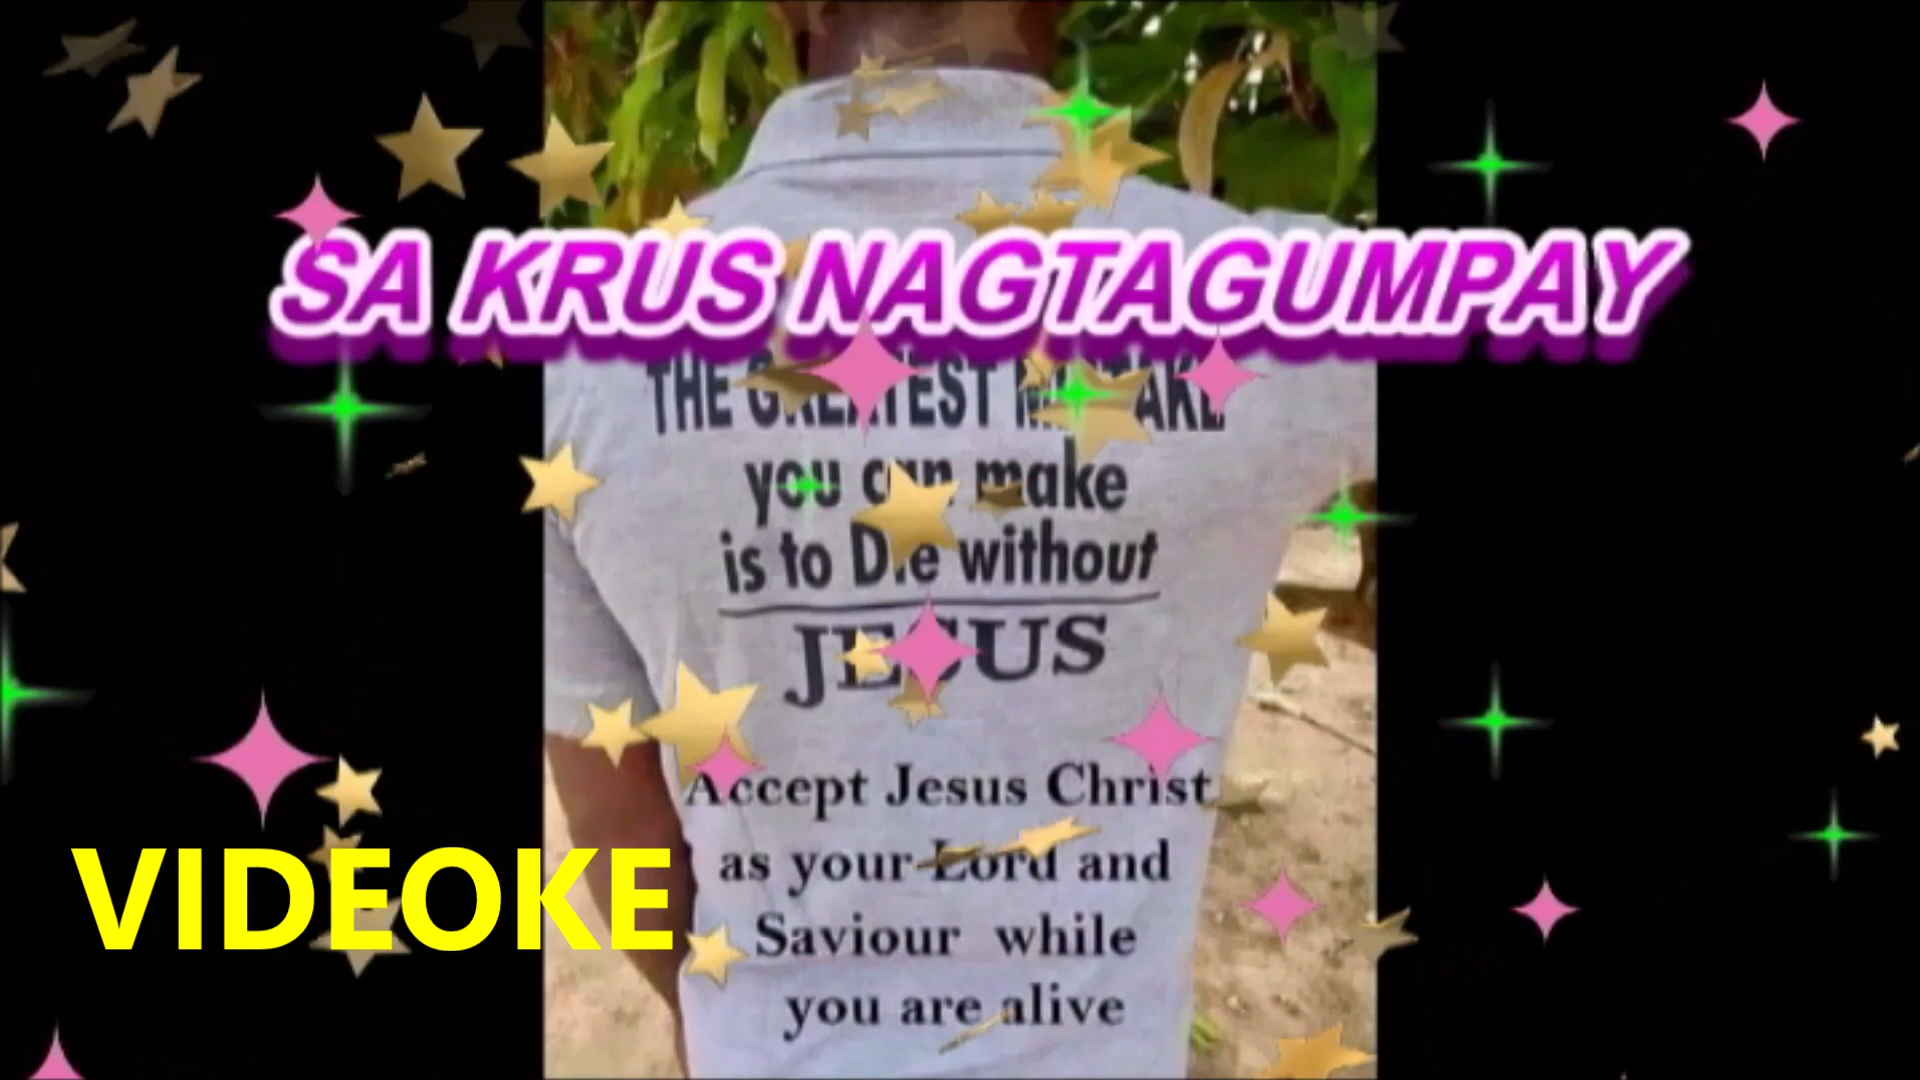 SA KRUS NAGTAGUMPAY
THE GREATEST MISTAKE
you can make
is to Die without
JESUS
Accept Jesus Christ
as your Lord and
Saviour while
you are alive
VIDEOKE